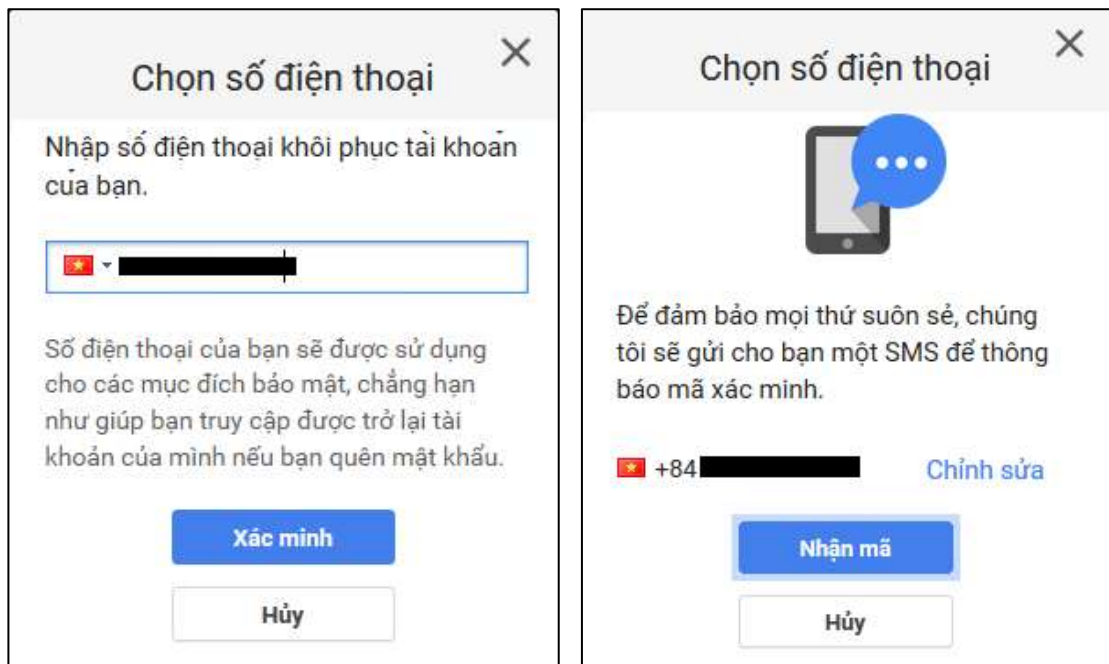 Chọn số điện thoại
Nhập số điện thoại khôi phục tài khoản
của bạn.
Số điện thoại của bạn sẽ được sử dụng
cho các mục đích bảo mật, chẳng hạn
như giúp bạn truy cập được trở lại tài
khoản của mình nếu bạn quên mật khẩu.
Xác minh
Hủy
Chọn số điện thoại
Để đảm bảo mọi thứ suôn sẻ, chúng
tôi sẽ gửi cho bạn một SMS để thông
báo mã xác minh.
+84
Chỉnh sửa
Nhận mã
Hủy